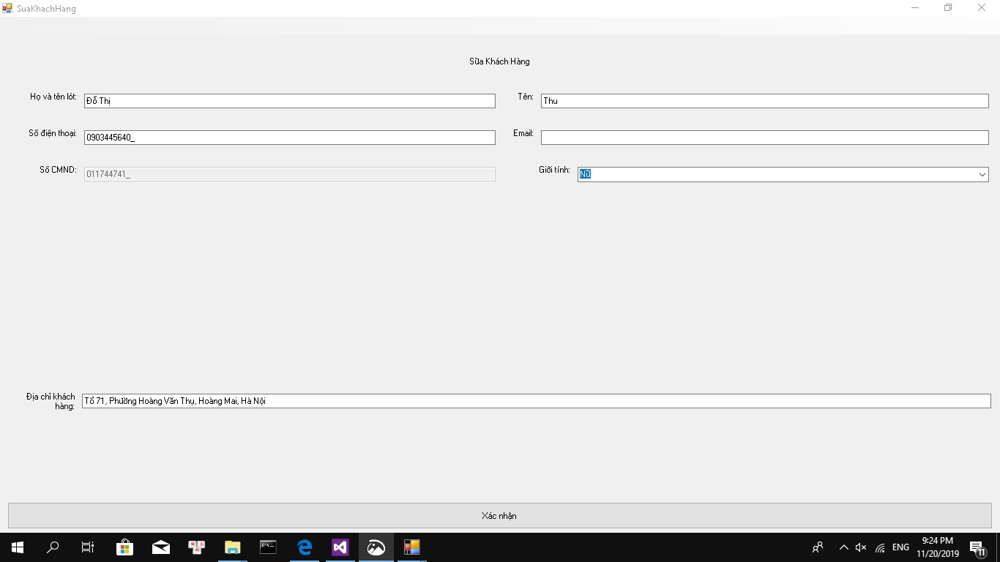 SuaKhachHang
Sửa Khách Hàng
Họ và tên lót: Đỗ Thị Tên: Thu
Số điện thoại: 0903445640_ Email:
Số CMND: 011744741_ Giới tính: Nữ
Địa chỉ khách
hàng: Tổ 71, Phường Hoàng Văn Thụ, Hoàng Mai, Hà Nội
Xác nhận
ENG
9:24 PM
11/20/2019
11